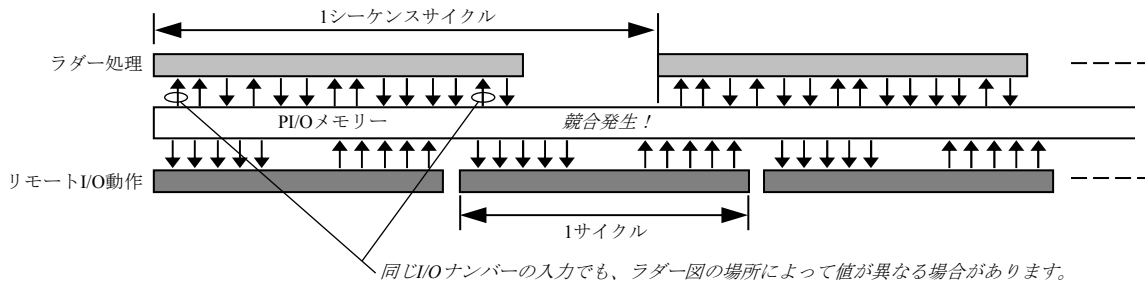 1シーケンスサイクル
ラダー処理
PI/Oメモリー
競合発生！
リモートI/O動作
1サイクル
同じI/Oナンバーの入力でも、ラダー図の場所によって値が異なる場合があります。